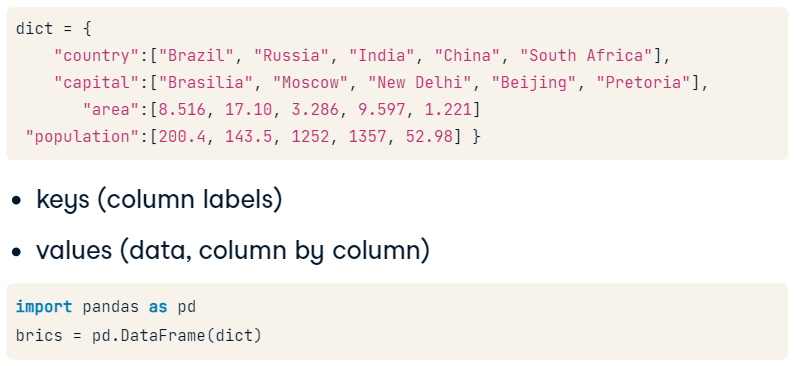 dict = {
"country":["Brazil", "Russia", "India", "China", "South Africa"],
"capital":["Brasilia", "Moscow", "New Delhi", "Beijing", "Pretoria"],
"area":[8.516, 17.10, 3.286, 9.597, 1.221]
"population":[200.4, 143.5, 1252, 1357, 52.98] }
• keys (column labels)
• values (data, column by column)
import pandas as pd
brics = pd.DataFrame(dict)